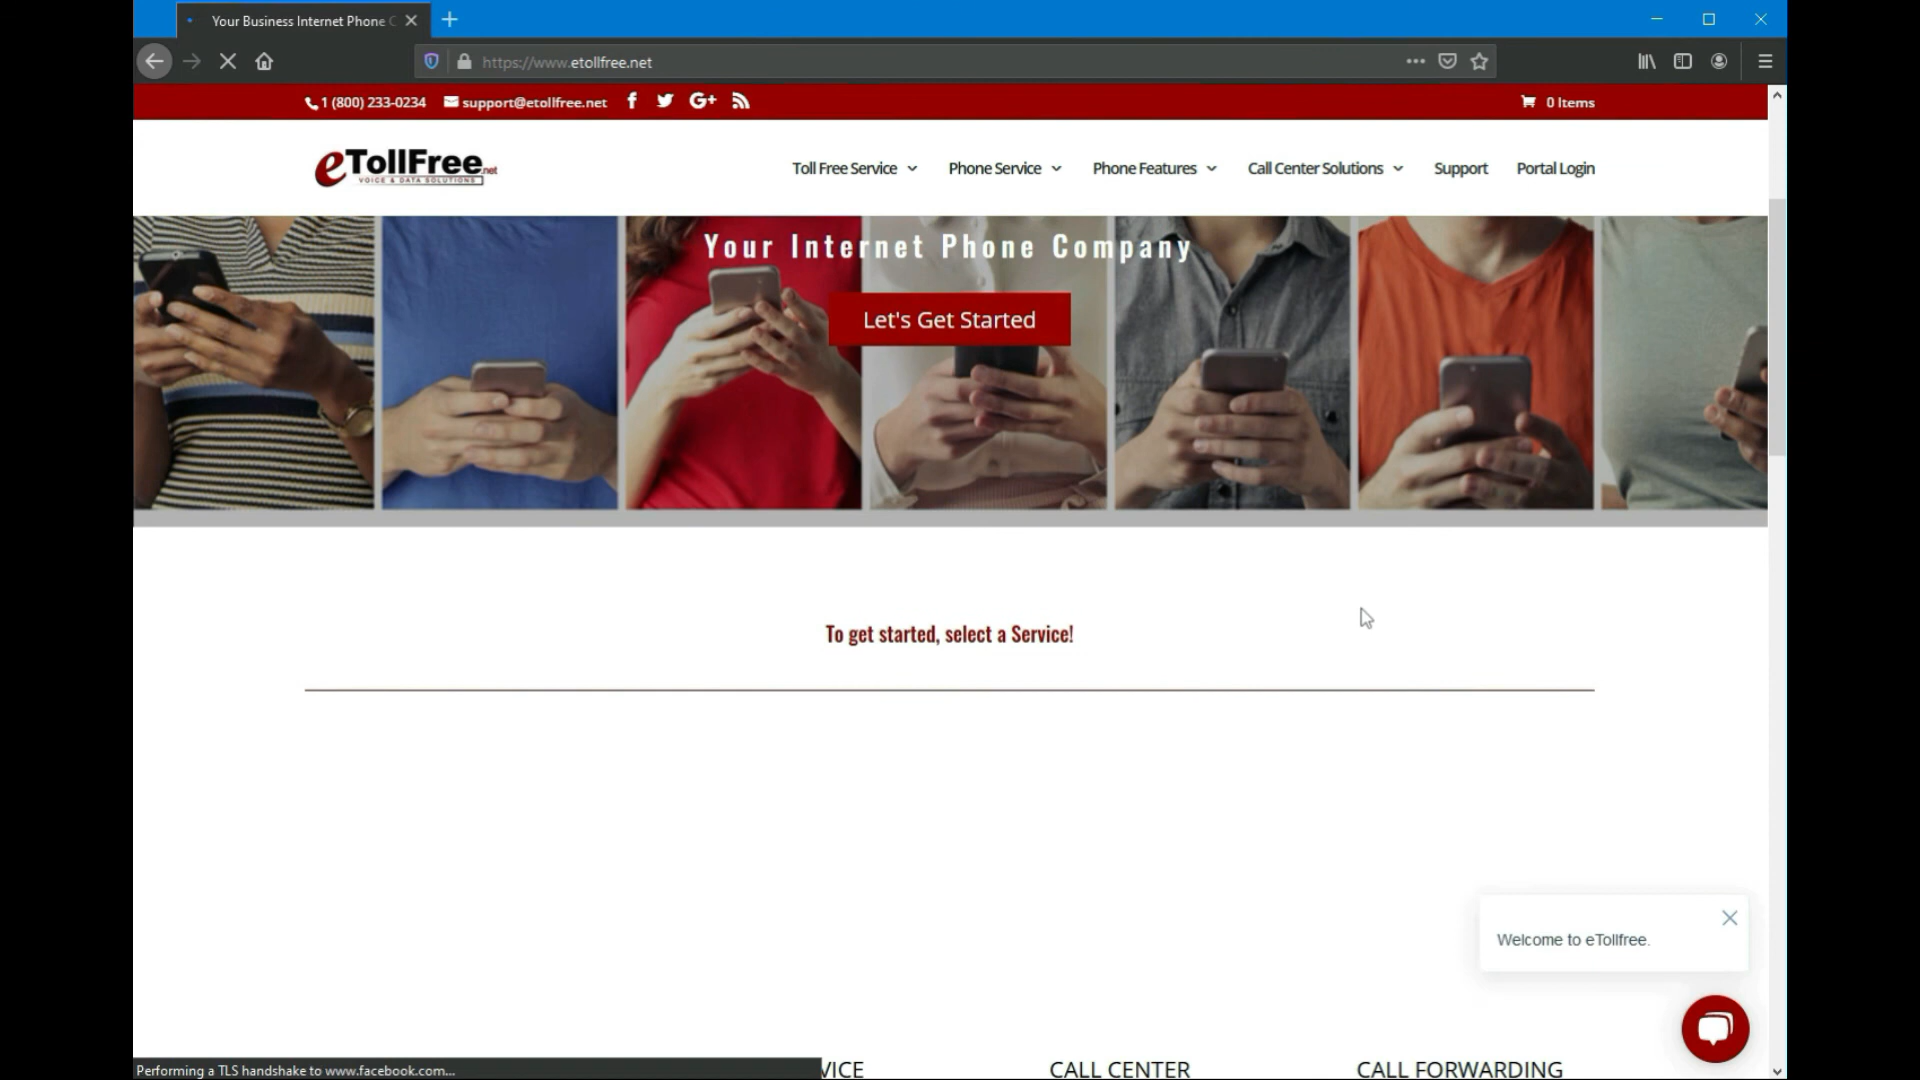 Your Business Internet Phone C
https://www.etollfree.net
1 (800) 233-0234 support@etollfree.net 0 Items
eTollFree.net
VOICE & DATA SOLUTIONS
Toll Free Service Phone Service Phone Features Call Center Solutions Support Portal Login
Your Internet Phone Company
Let's Get Started
To get started, select a Service!
Welcome to eTollfree.
Performing a TLS handshake to www.facebook.com...
VICE CALL CENTER CALL FORWARDING